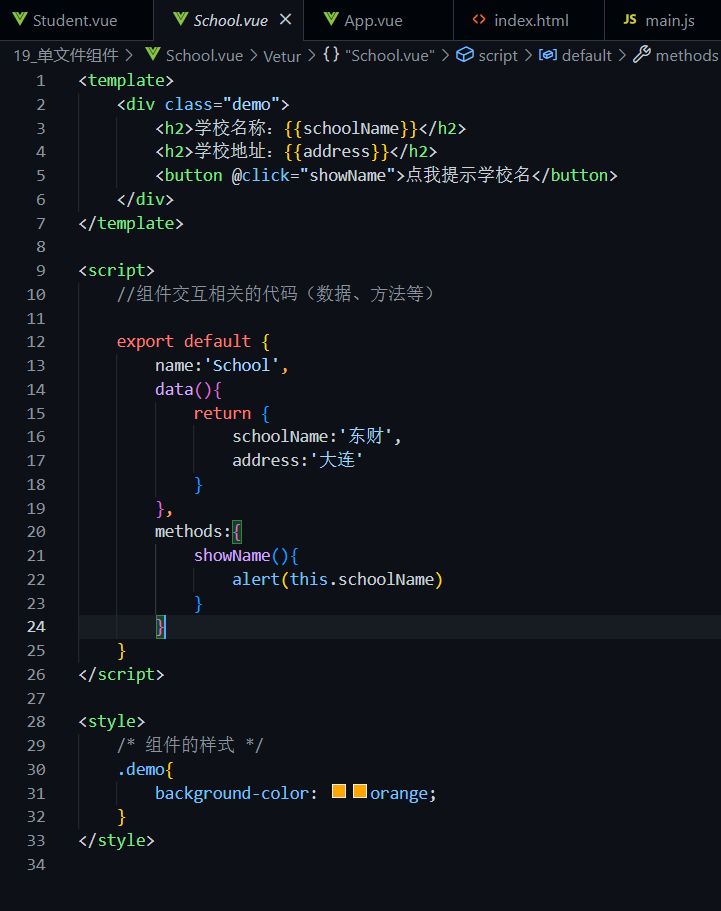 Student.vue School.vue App.vue index.html JS main.js
19_单文件组件 > School.vue > Vetur > {} "School.vue" > script > default > methods
1 <template>
2 <div class="demo">
3 <h2>学校名称：{{schoolName}}</h2>
4 <h2>学校地址：{{address}}</h2>
5 <button @click="showName">点我提示学校名</button>
6 </div>
7 </template>
8
9 <script>
10 //组件交互相关的代码（数据、方法等）
11
12 export default {
13 name:'School',
14 data(){
15 return {
16 schoolName:'东财',
17 address:'大连'
18 }
19 },
20 methods:{
21 showName(){
22 alert(this.schoolName)
23 }
24 }
25 }
26 </script>
27
28 <style>
29 /* 组件的样式 */
30 .demo{
31 background-color: orange;
32 }
33 </style>
34